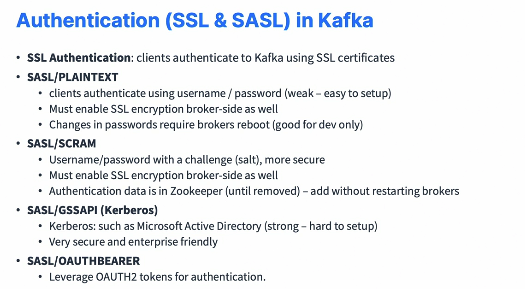 Authentication (SSL & SASL) in Kafka
• SSL Authentication: clients authenticate to Kafka using SSL certificates
• SASL/PLAINTEXT
• clients authenticate using username / password (weak – easy to setup)
• Must enable SSL encryption broker-side as well
• Changes in passwords require brokers reboot (good for dev only)
• SASL/SCRAM
• Username/password with a challenge (salt), more secure
• Must enable SSL encryption broker-side as well
• Authentication data is in Zookeeper (until removed) – add without restarting brokers
• SASL/GSSAPI (Kerberos)
• Kerberos: such as Microsoft Active Directory (strong – hard to setup)
• Very secure and enterprise friendly
• SASL/OAUTHBEARER
• Leverage OAUTH2 tokens for authentication.